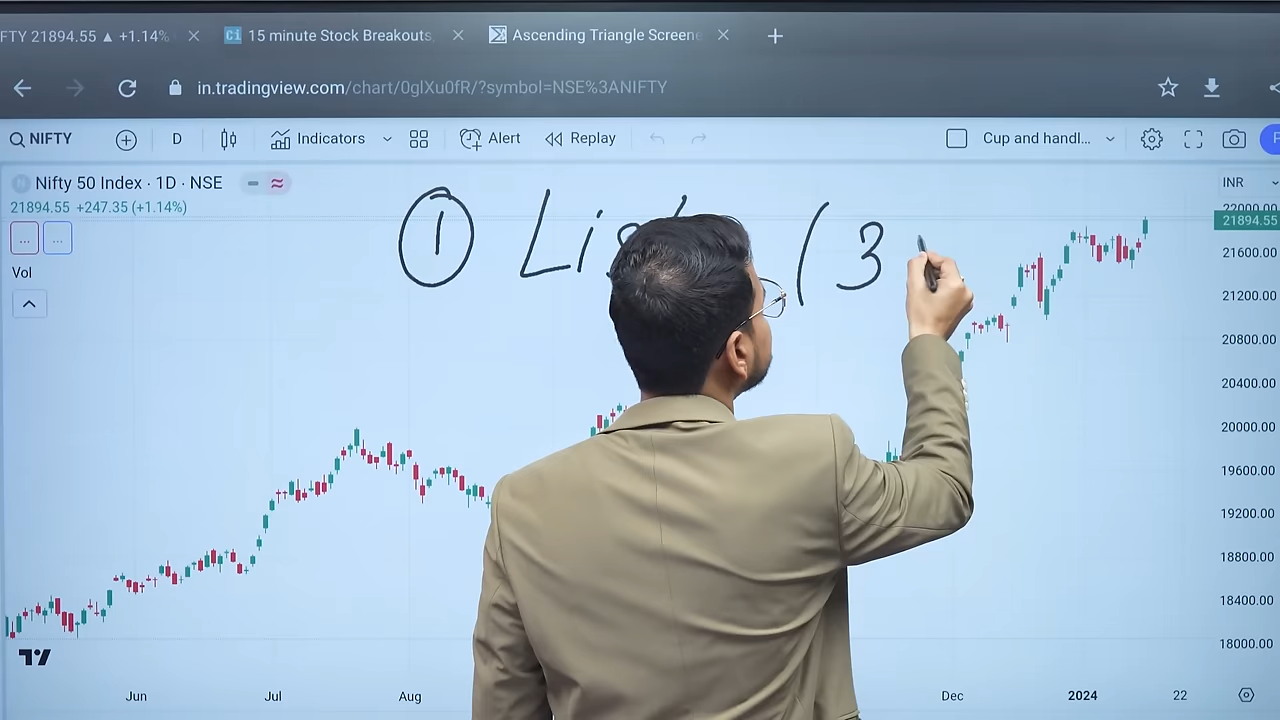 FTY 21894.55 ▲ +1.14%
15 minute Stock Breakouts,
Ascending Triangle Screene
in.tradingview.com/chart/0glXu0fR/?symbol=NSE%3ANIFTY
NIFTY D Indicators Alert Replay Cup and handl...
Nifty 50 Index · 1D · NSE
21894.55 +247.35 (+1.14%)
Vol
① Lis (3
INR
22000.00
21894.55
21600.00
21200.00
20800.00
20400.00
20000.00
19600.00
19200.00
18800.00
18400.00
18000.00
Jun Jul Aug Dec 2024 22